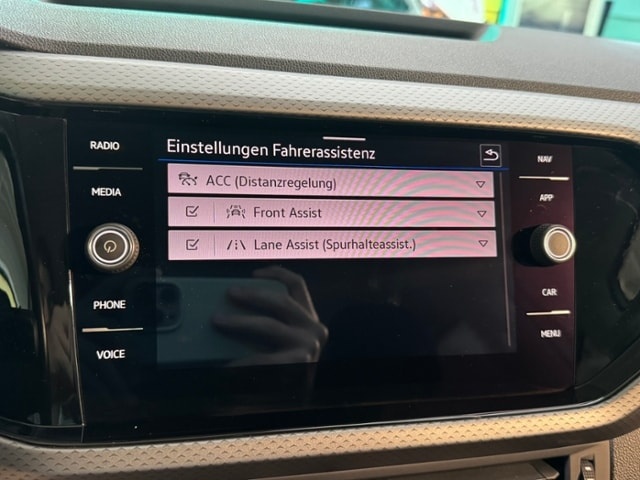 RADIO
MEDIA
PHONE
VOICE
Einstellungen Fahrerassistenz
ACC (Distanzregelung)
Front Assist
Lane Assist (Spurhalteassist.)
NAV
APP
CAR
MENU